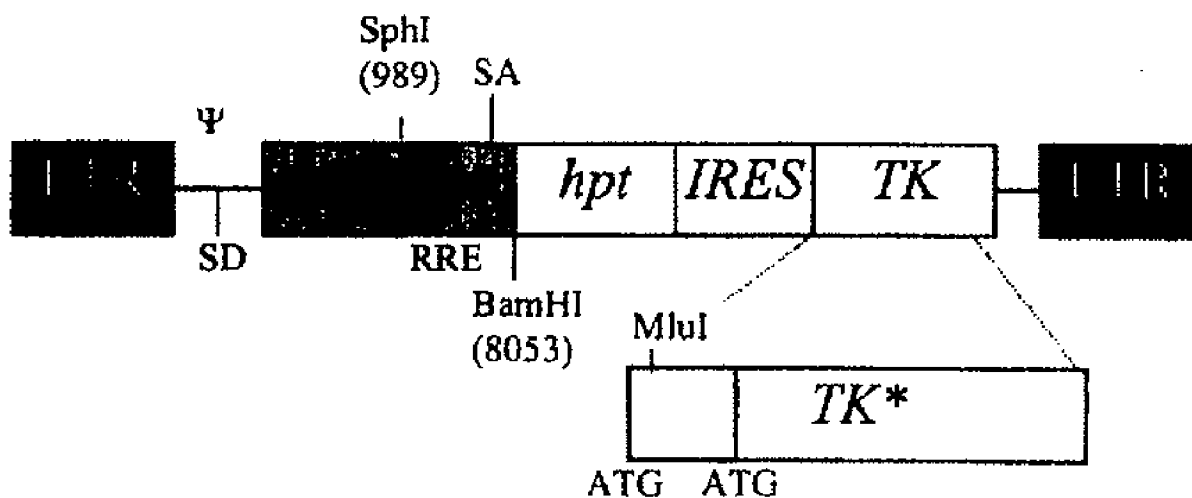 SphI
(989)
SA
Ψ
hpt
IRES
TK
SD
RRE
BamHI
(8053)
MluI
TK*
ATG ATG